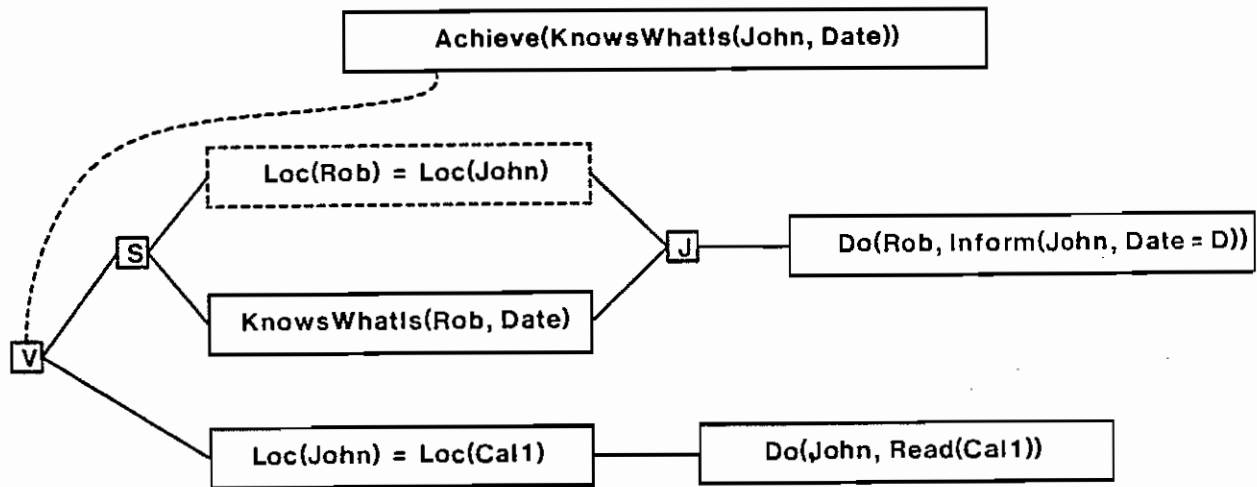 Achieve(KnowsWhatIs(John, Date))
Loc(Rob) = Loc(John)
S
J
Do(Rob, Inform(John, Date = D))
KnowsWhatIs(Rob, Date)
V
Loc(John) = Loc(Cal1)
Do(John, Read(Cal1))